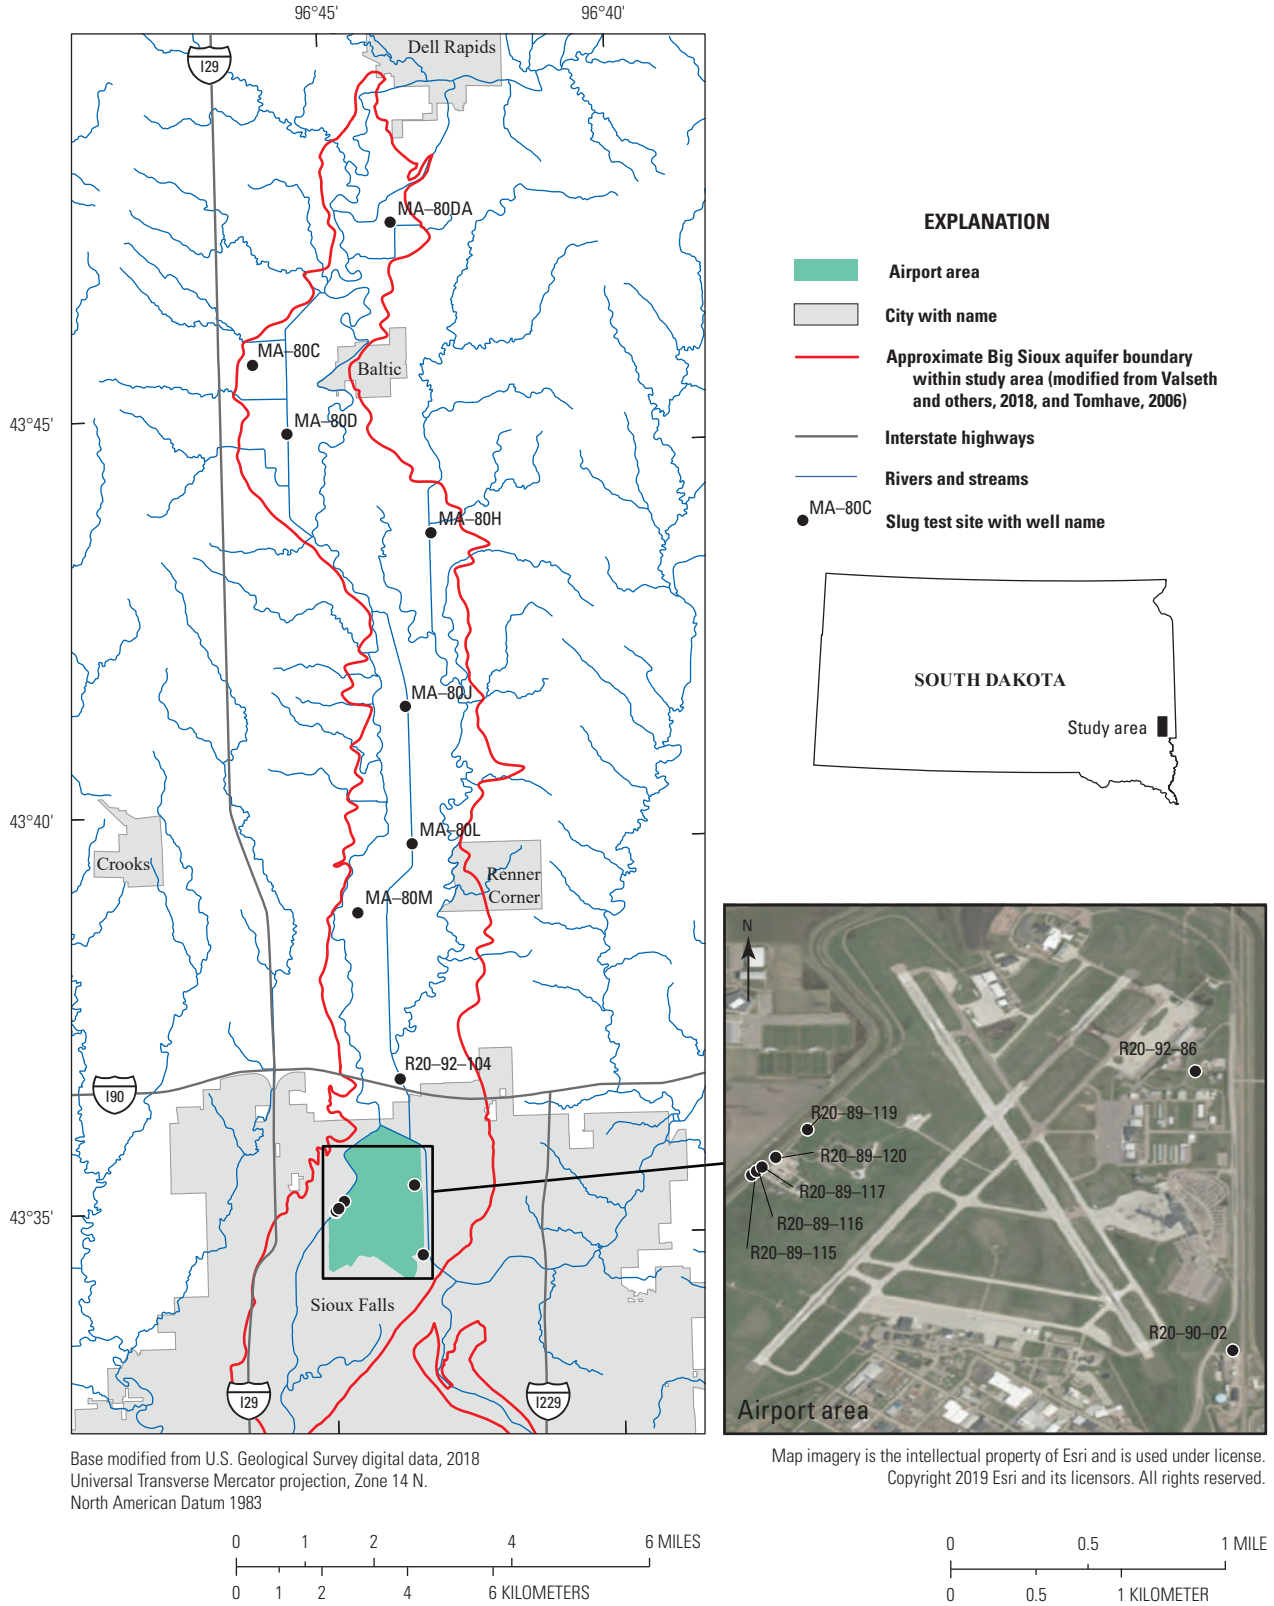 96°45'
96°40'
Dell Rapids
I29
MA–80DA
MA–80C
Baltic
43°45'
MA–80D
MA–80H
MA–80J
43°40'
MA–80L
Crooks
Renner
Corner
MA–80M
R20–92–104
I90
43°35'
Sioux Falls
I29
I229
EXPLANATION
Airport area
City with name
Approximate Big Sioux aquifer boundary
within study area (modified from Valseth
and others, 2018, and Tomhave, 2006)
Interstate highways
Rivers and streams
MA–80C
Slug test site with well name
SOUTH DAKOTA
Study area
N
R20–92–86
R20–89–119
R20–89–120
R20–89–117
R20–89–116
R20–89–115
R20–90–02
Airport area
Base modified from U.S. Geological Survey digital data, 2018
Universal Transverse Mercator projection, Zone 14 N.
North American Datum 1983
Map imagery is the intellectual property of Esri and is used under license.
Copyright 2019 Esri and its licensors. All rights reserved.
0 1 2 4 6 MILES
0 1 2 4 6 KILOMETERS
0 0.5 1 MILE
0 0.5 1 KILOMETER